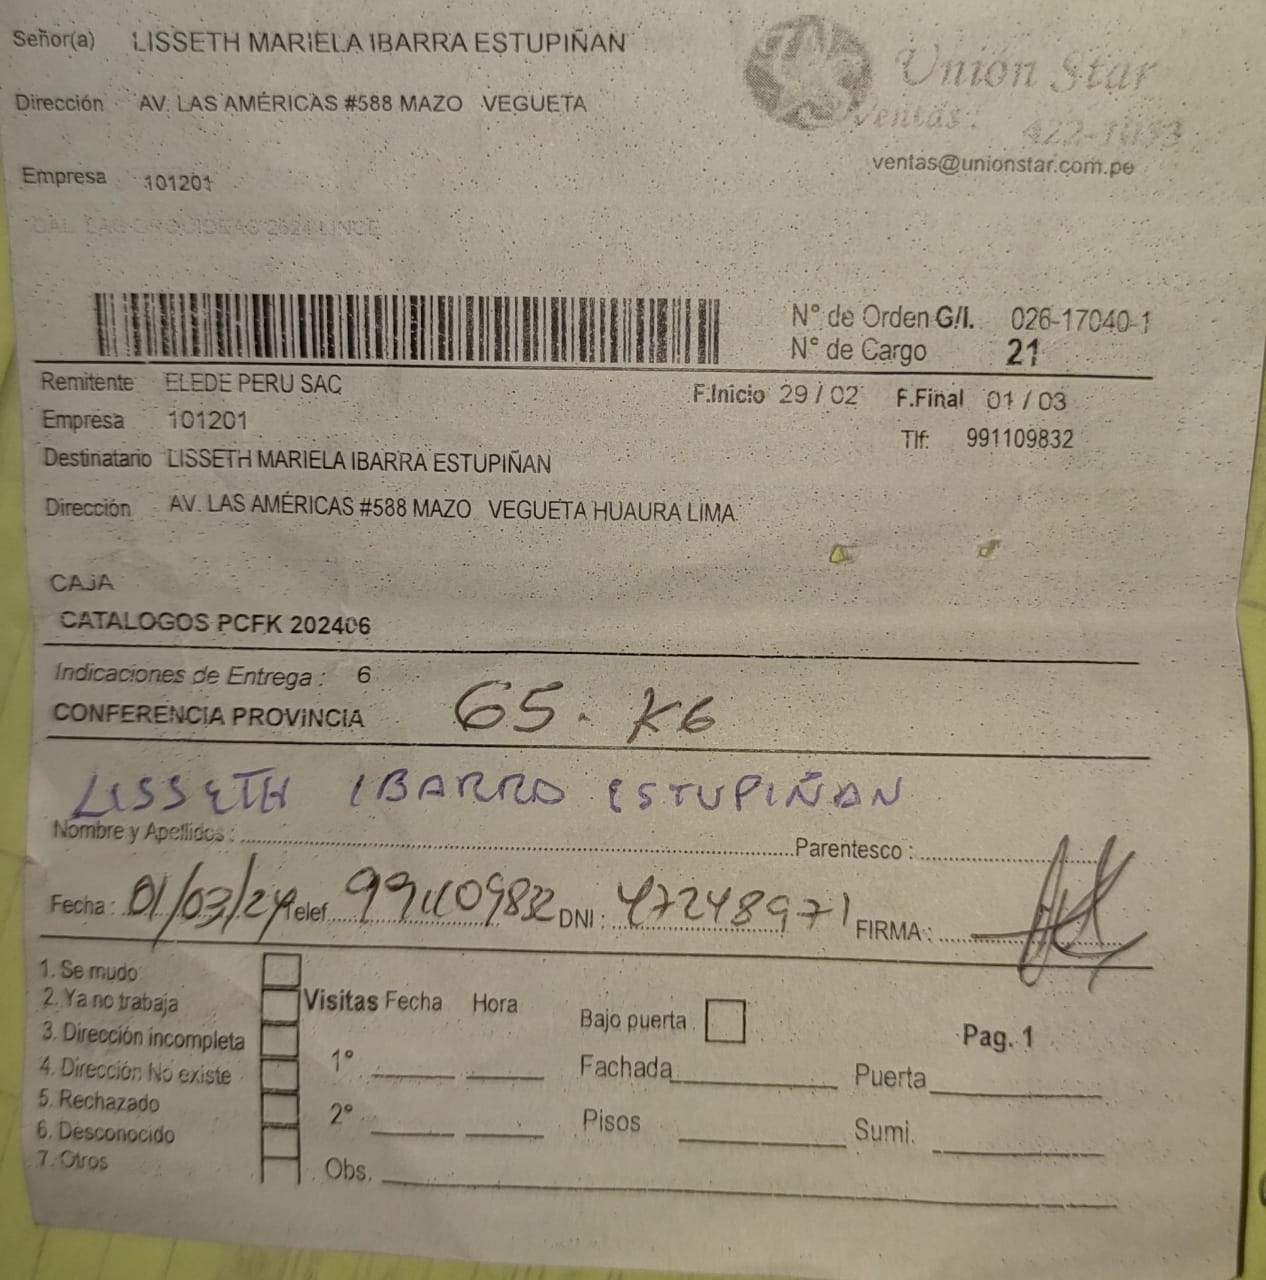 Señor(a) LISSETH MARIELA IBARRA ESTUPIÑAN
Unión Star
Dirección AV. LAS AMÉRICAS #588 MAZO VEGUETA
Ventas: 422-1053
ventas@unionstar.com.pe
Empresa 101201
CAL. LAS ORQUIDEAS 2624 LINCE
N° de Orden G/I. 026-17040-1
N° de Cargo 21
Remitente ELEDE PERU SAC
F.Inicio 29 / 02 F.Final 01 / 03
Empresa 101201
Tlf: 991109832
Destinatario LISSETH MARIELA IBARRA ESTUPIÑAN
Dirección AV. LAS AMÉRICAS #588 MAZO VEGUETA HUAURA LIMA
CAJA
CATALOGOS PCFK 202406
Indicaciones de Entrega : 6
CONFERENCIA PROVINCIA 65. KG
LISSETH IBARRA ESTUPIÑAN
Nombre y Apellidos : Parentesco :
Fecha : 01/03/24 Telef. 991109832 DNI : 47248971 FIRMA :
1. Se mudo
2. Ya no trabaja Visitas Fecha Hora Bajo puerta Pag. 1
3. Dirección incompleta
4. Dirección No existe 1° Fachada Puerta
5. Rechazado
6. Desconocido 2° Pisos Sumi.
7. Otros Obs.